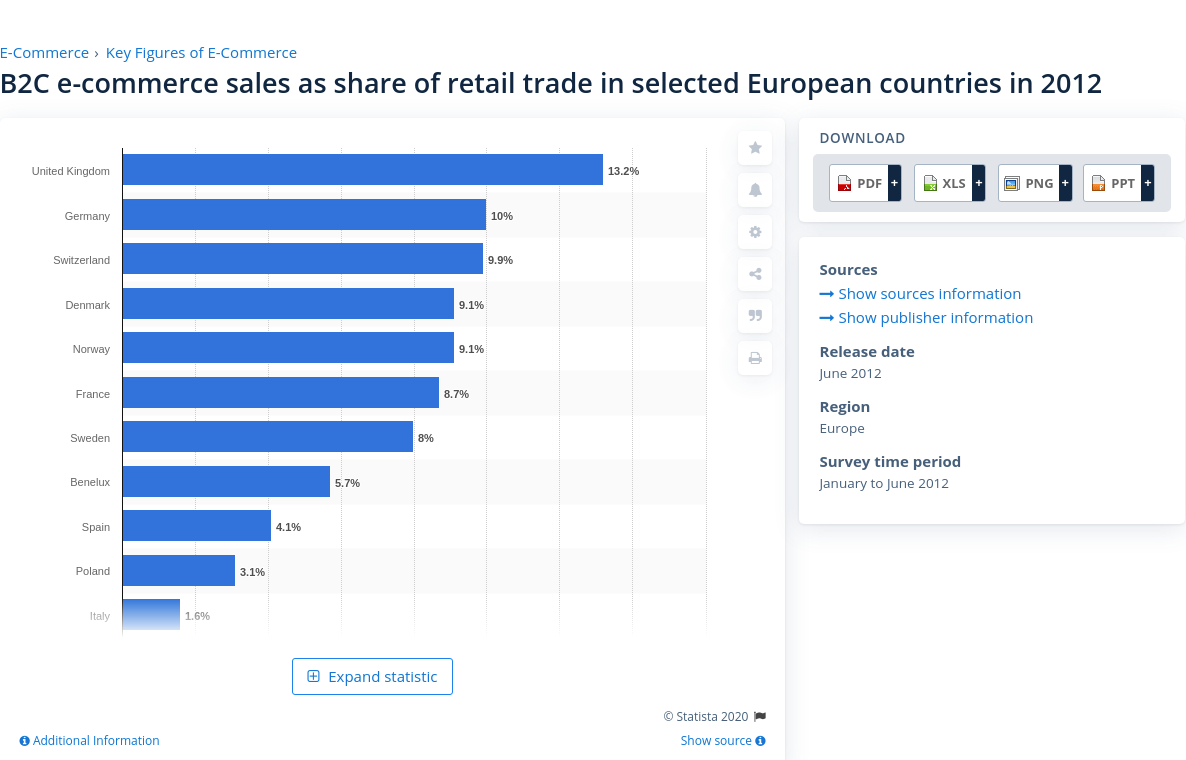 E-Commerce › Key Figures of E-Commerce
B2C e-commerce sales as share of retail trade in selected European countries in 2012
United Kingdom 13.2%
Germany 10%
Switzerland 9.9%
Denmark 9.1%
Norway 9.1%
France 8.7%
Sweden 8%
Benelux 5.7%
Spain 4.1%
Poland 3.1%
Italy 1.6%
Expand statistic
© Statista 2020
Additional Information
Show source
DOWNLOAD
PDF + XLS + PNG + PPT +
Sources
Show sources information
Show publisher information
Release date
June 2012
Region
Europe
Survey time period
January to June 2012